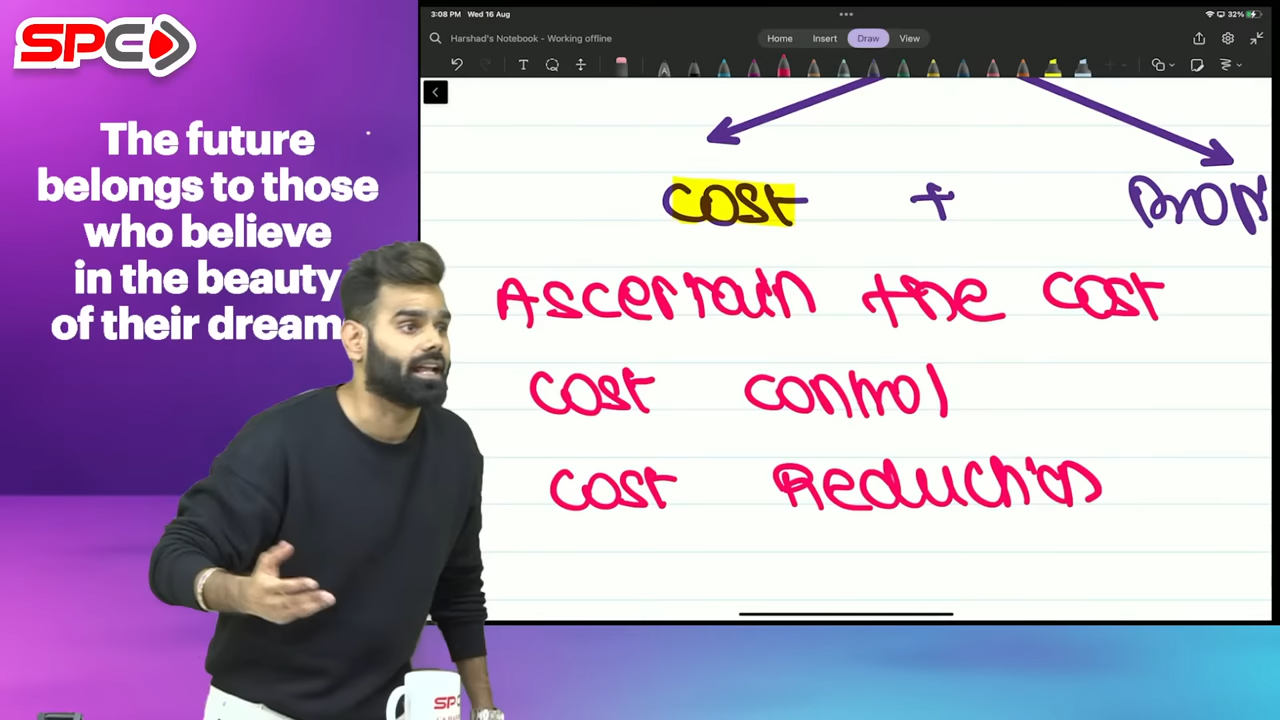 SPC
3:08 PM Wed 16 Aug
32%
Harshad's Notebook - Working offline
Home Insert Draw View
The future
belongs to those
who believe
in the beauty
of their dream
Cost +
Ascertain the cost
cost control
cost Reduction
SPC